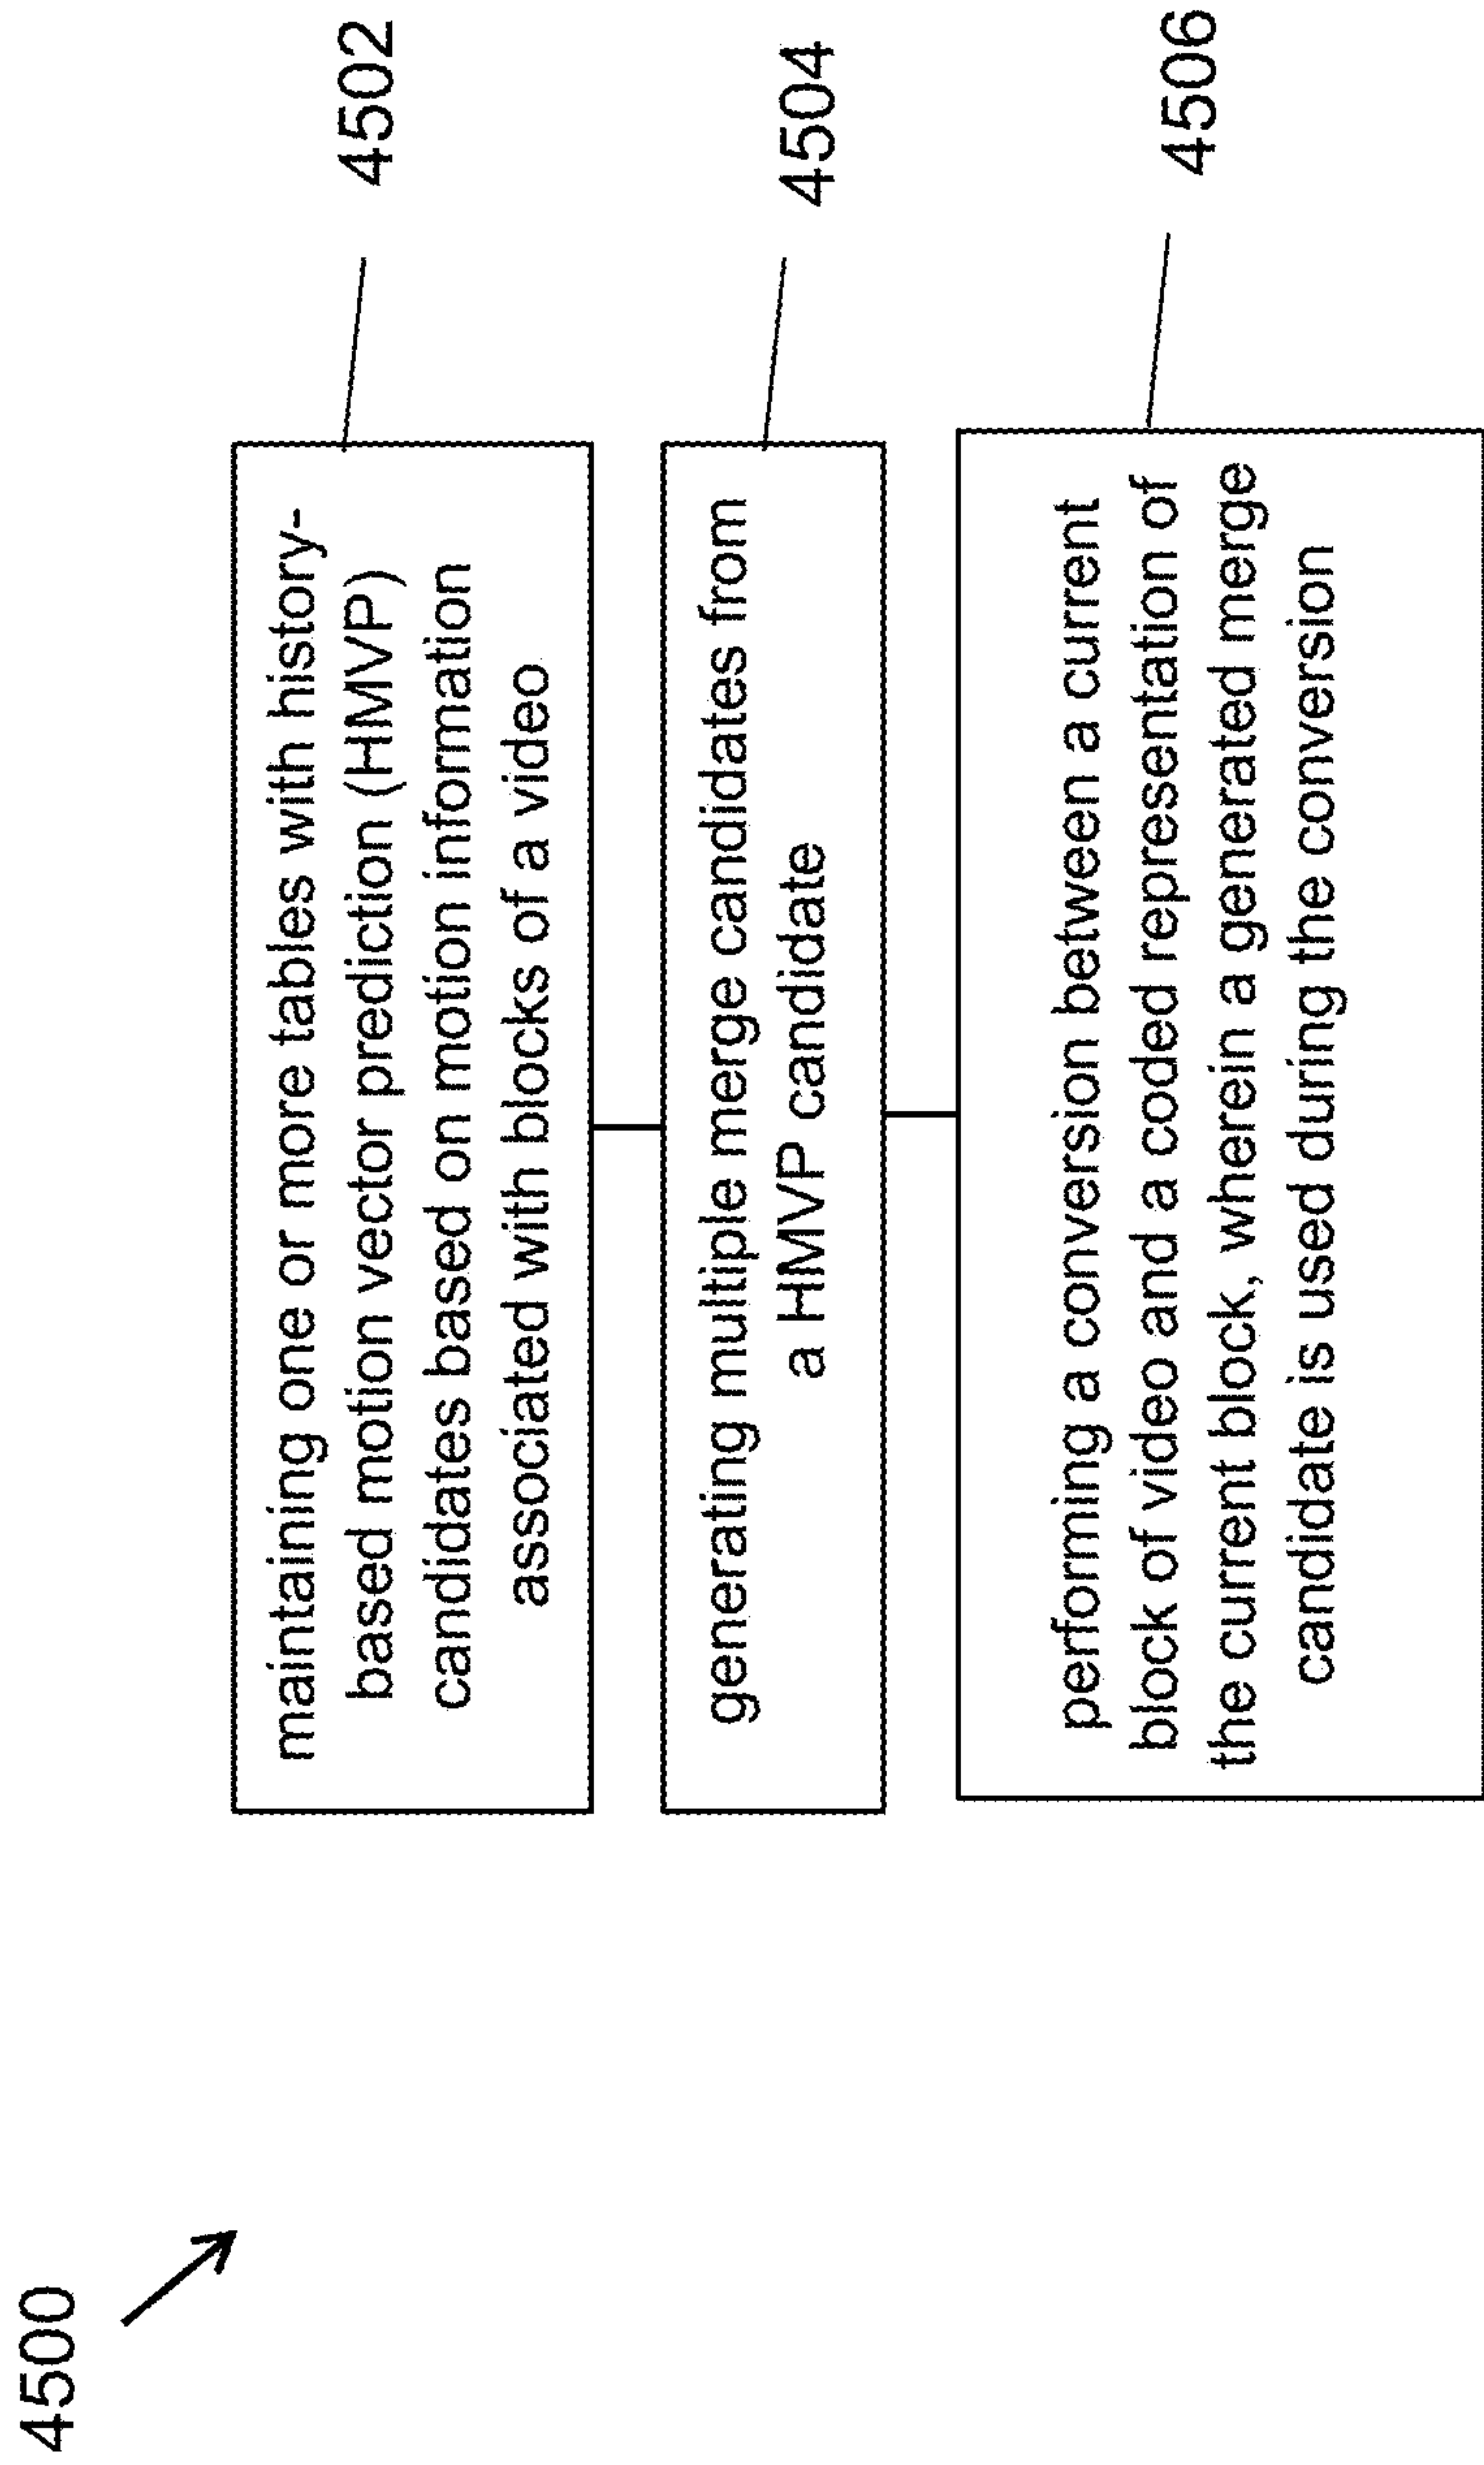 4500
maintaining one or more tables with history-
based motion vector prediction (HMVP)
candidates based on motion information
associated with blocks of a video
4502
generating multiple merge candidates from
a HMVP candidate
4504
performing a conversion between a current
block of video and a coded representation of
the current block, wherein a generated merge
candidate is used during the conversion
4506